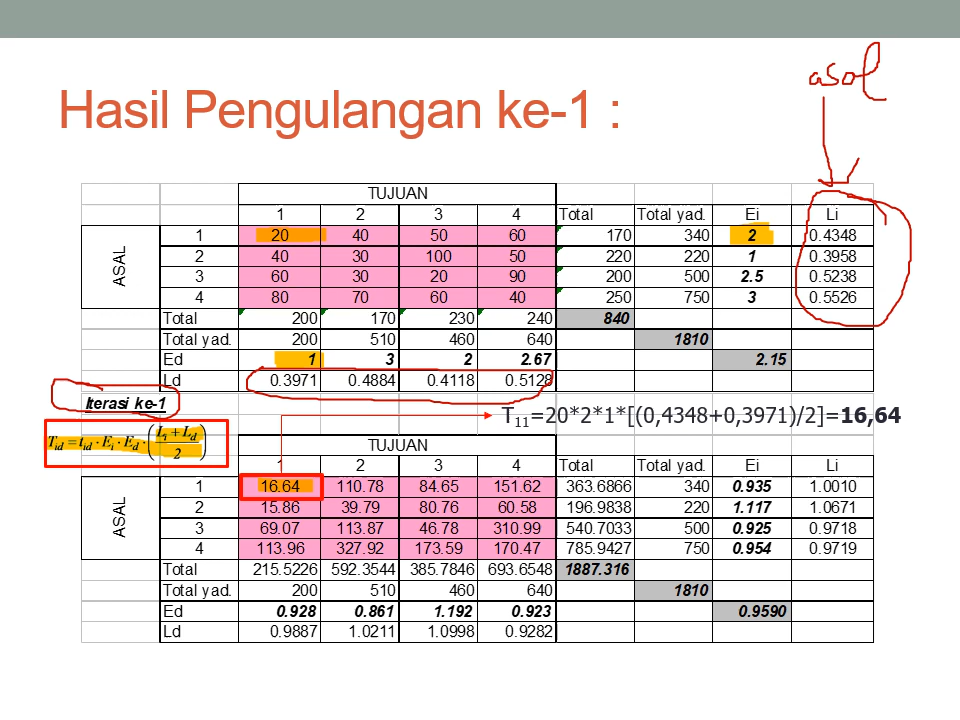 asal
Hasil Pengulangan ke-1 :
TUJUAN
1 2 3 4 Total Total yad. Ei Li
ASAL
1 20 40 50 60 170 340 2 0.4348
2 40 30 100 50 220 220 1 0.3958
3 60 30 20 90 200 500 2.5 0.5238
4 80 70 60 40 250 750 3 0.5526
Total 200 170 230 240 840
Total yad. 200 510 460 640 1810
Ed 1 3 2 2.67 2.15
Ld 0.3971 0.4884 0.4118 0.5128
Iterasi ke-1
T11=20*2*1*[(0,4348+0,3971)/2]=16,64
Tid = tid · Ei · Ed · (Li + Ld / 2)
TUJUAN
1 2 3 4 Total Total yad. Ei Li
ASAL
1 16.64 110.78 84.65 151.62 363.6866 340 0.935 1.0010
2 15.86 39.79 80.76 60.58 196.9838 220 1.117 1.0671
3 69.07 113.87 46.78 310.99 540.7033 500 0.925 0.9718
4 113.96 327.92 173.59 170.47 785.9427 750 0.954 0.9719
Total 215.5226 592.3544 385.7846 693.6548 1887.316
Total yad. 200 510 460 640 1810
Ed 0.928 0.861 1.192 0.923 0.9590
Ld 0.9887 1.0211 1.0998 0.9282